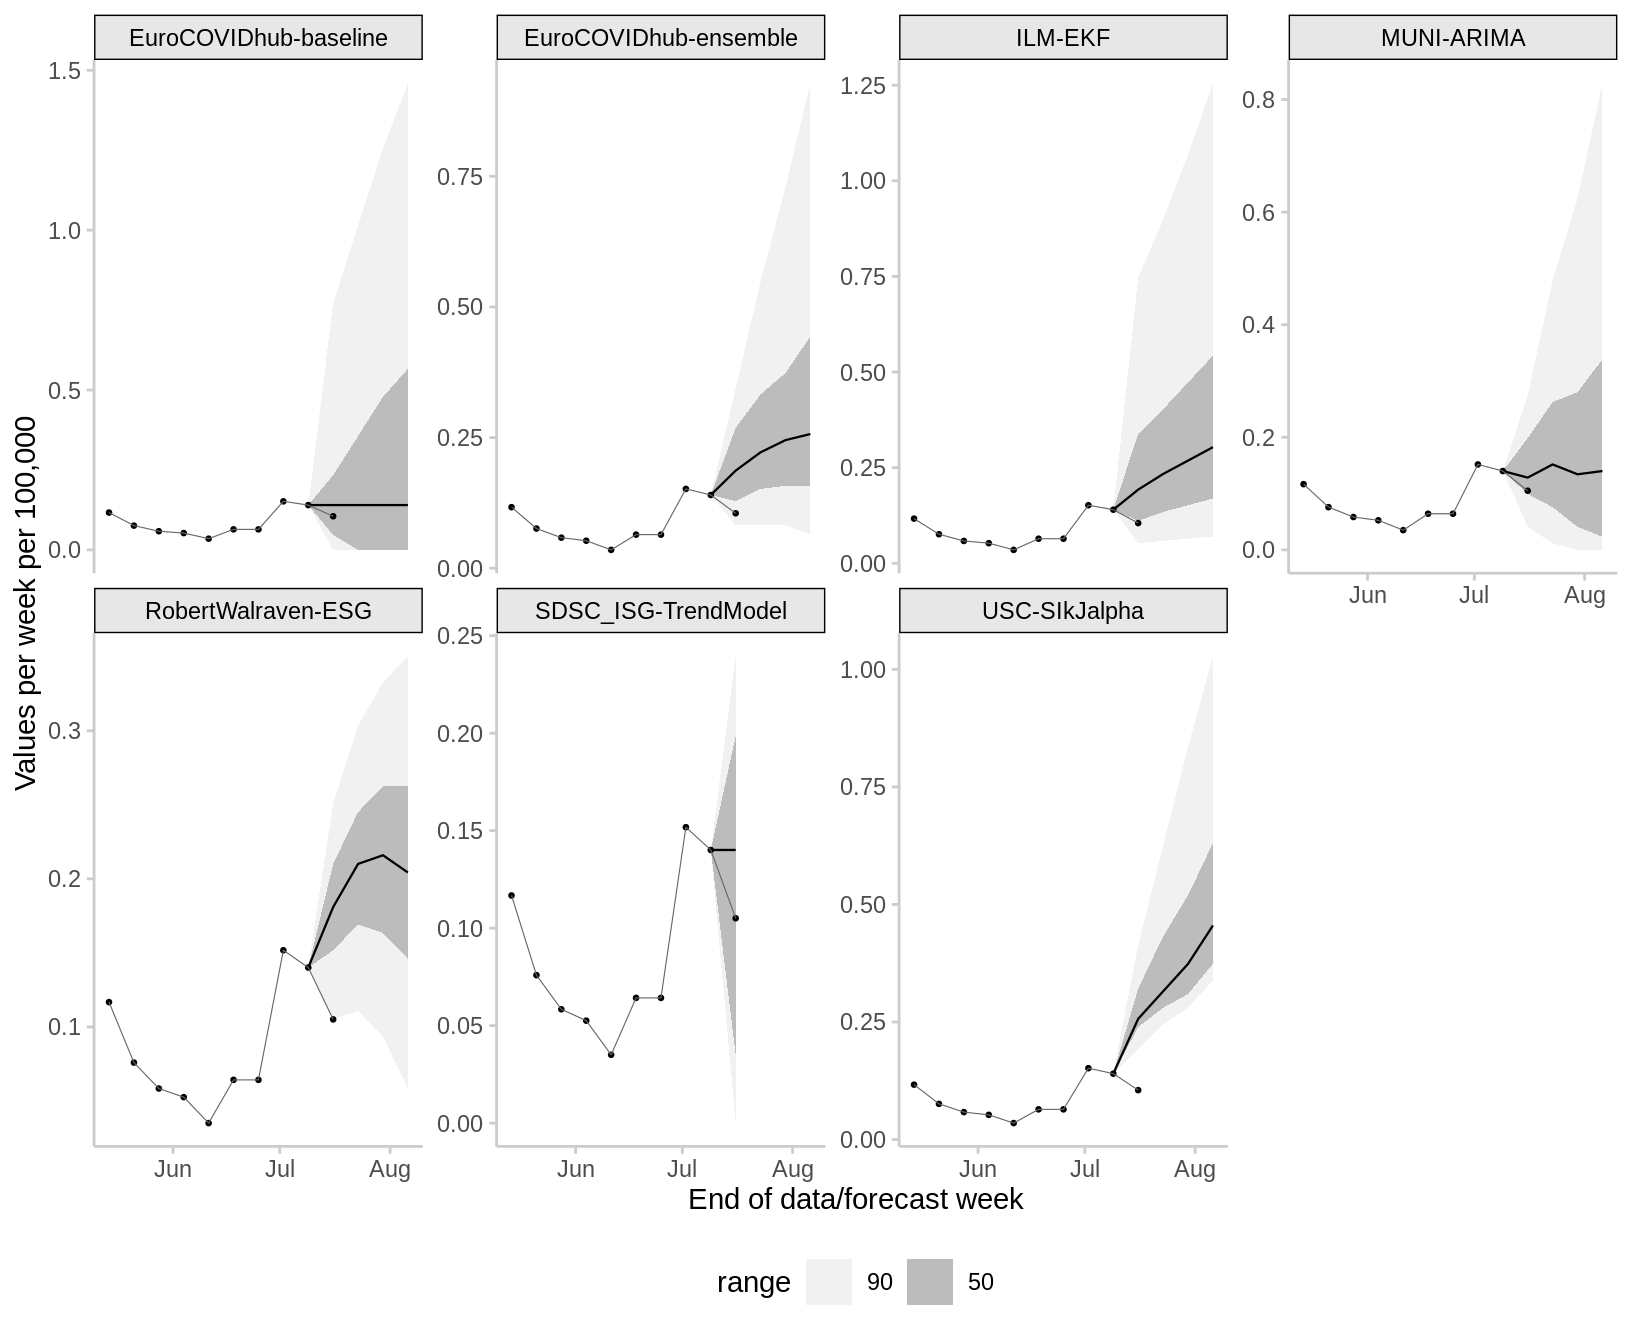 EuroCOVIDhub-baseline
EuroCOVIDhub-ensemble
ILM-EKF
MUNI-ARIMA
1.5
1.0
0.5
0.0
0.75
0.50
0.25
0.00
1.25
1.00
0.75
0.50
0.25
0.00
0.8
0.6
0.4
0.2
0.0
Jun
Jul
Aug
Values per week per 100,000
RobertWalraven-ESG
SDSC_ISG-TrendModel
USC-SIkJalpha
0.3
0.2
0.1
0.25
0.20
0.15
0.10
0.05
0.00
1.00
0.75
0.50
0.25
0.00
Jun
Jul
Aug
Jun
Jul
Aug
Jun
Jul
Aug
End of data/forecast week
range
90
50